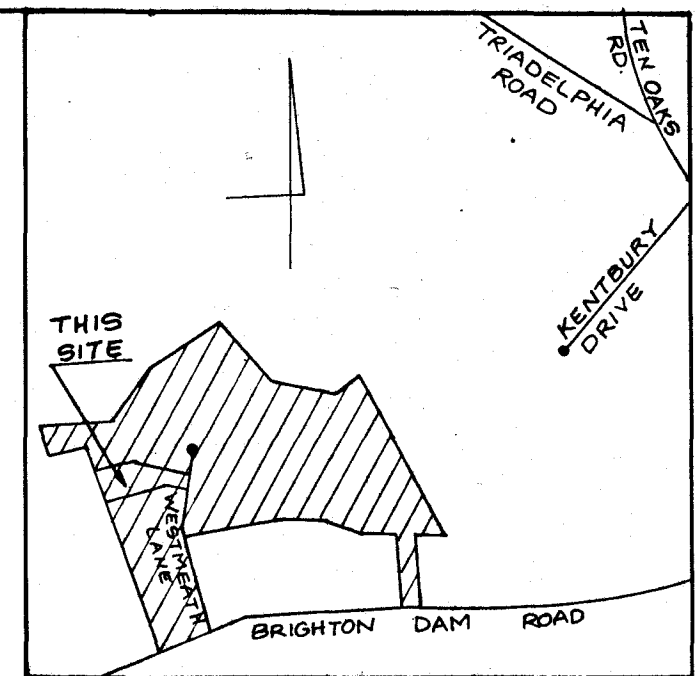 TRIADELPHIA
ROAD
TEN OAKS
RD.
KENTBURY
DRIVE
THIS
SITE
WESTMEATH
LANE
BRIGHTON DAM ROAD